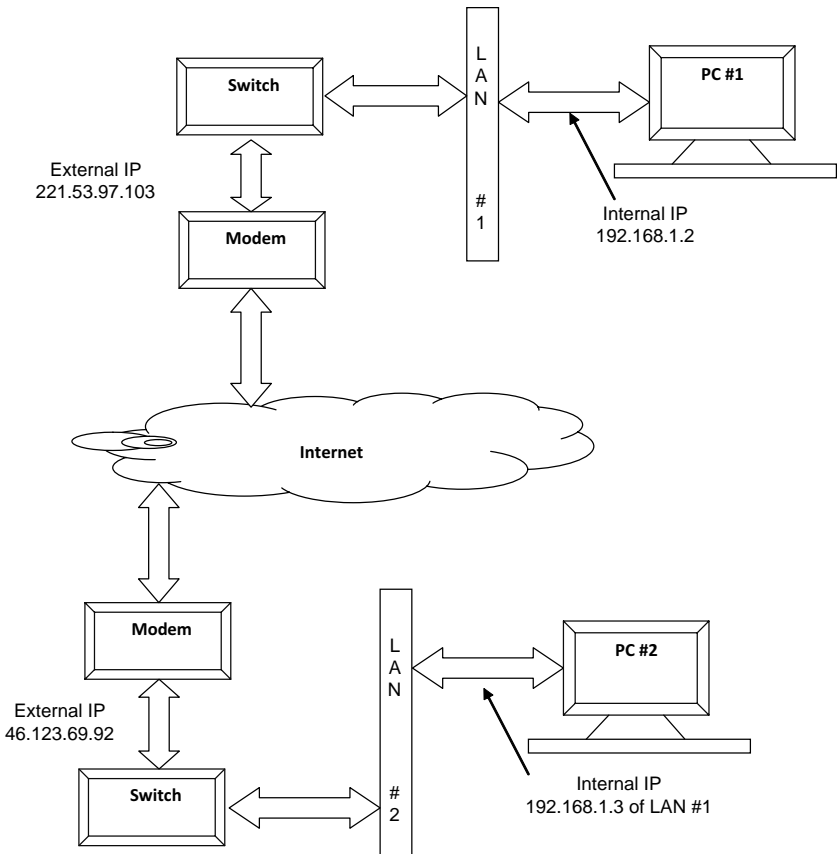 Switch
L
A
N
#
1
PC #1
External IP
221.53.97.103
Modem
Internal IP
192.168.1.2
Internet
Modem
L
A
N
#
2
PC #2
External IP
46.123.69.92
Switch
Internal IP
192.168.1.3 of LAN #1